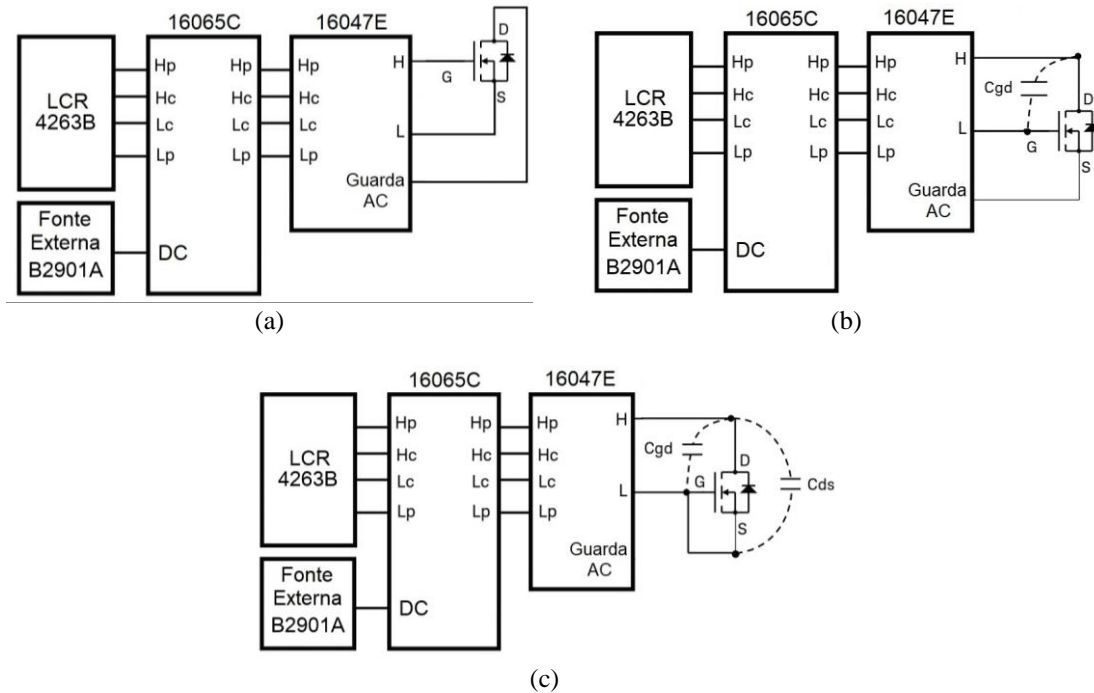 16065C
16047E
LCR
4263B
Hp
Hc
Lc
Lp
Hp
Hc
Lc
Lp
Hp
Hc
Lc
Lp
H
L
Guarda
AC
G
D
S
Fonte
Externa
B2901A
DC
(a)
16065C
16047E
LCR
4263B
Hp
Hc
Lc
Lp
Hp
Hc
Lc
Lp
Hp
Hc
Lc
Lp
H
L
Guarda
AC
Cgd
D
G
S
Fonte
Externa
B2901A
DC
(b)
16065C
16047E
LCR
4263B
Hp
Hc
Lc
Lp
Hp
Hc
Lc
Lp
Hp
Hc
Lc
Lp
H
L
Guarda
AC
Cgd
D
G
S
Cds
Fonte
Externa
B2901A
DC
(c)